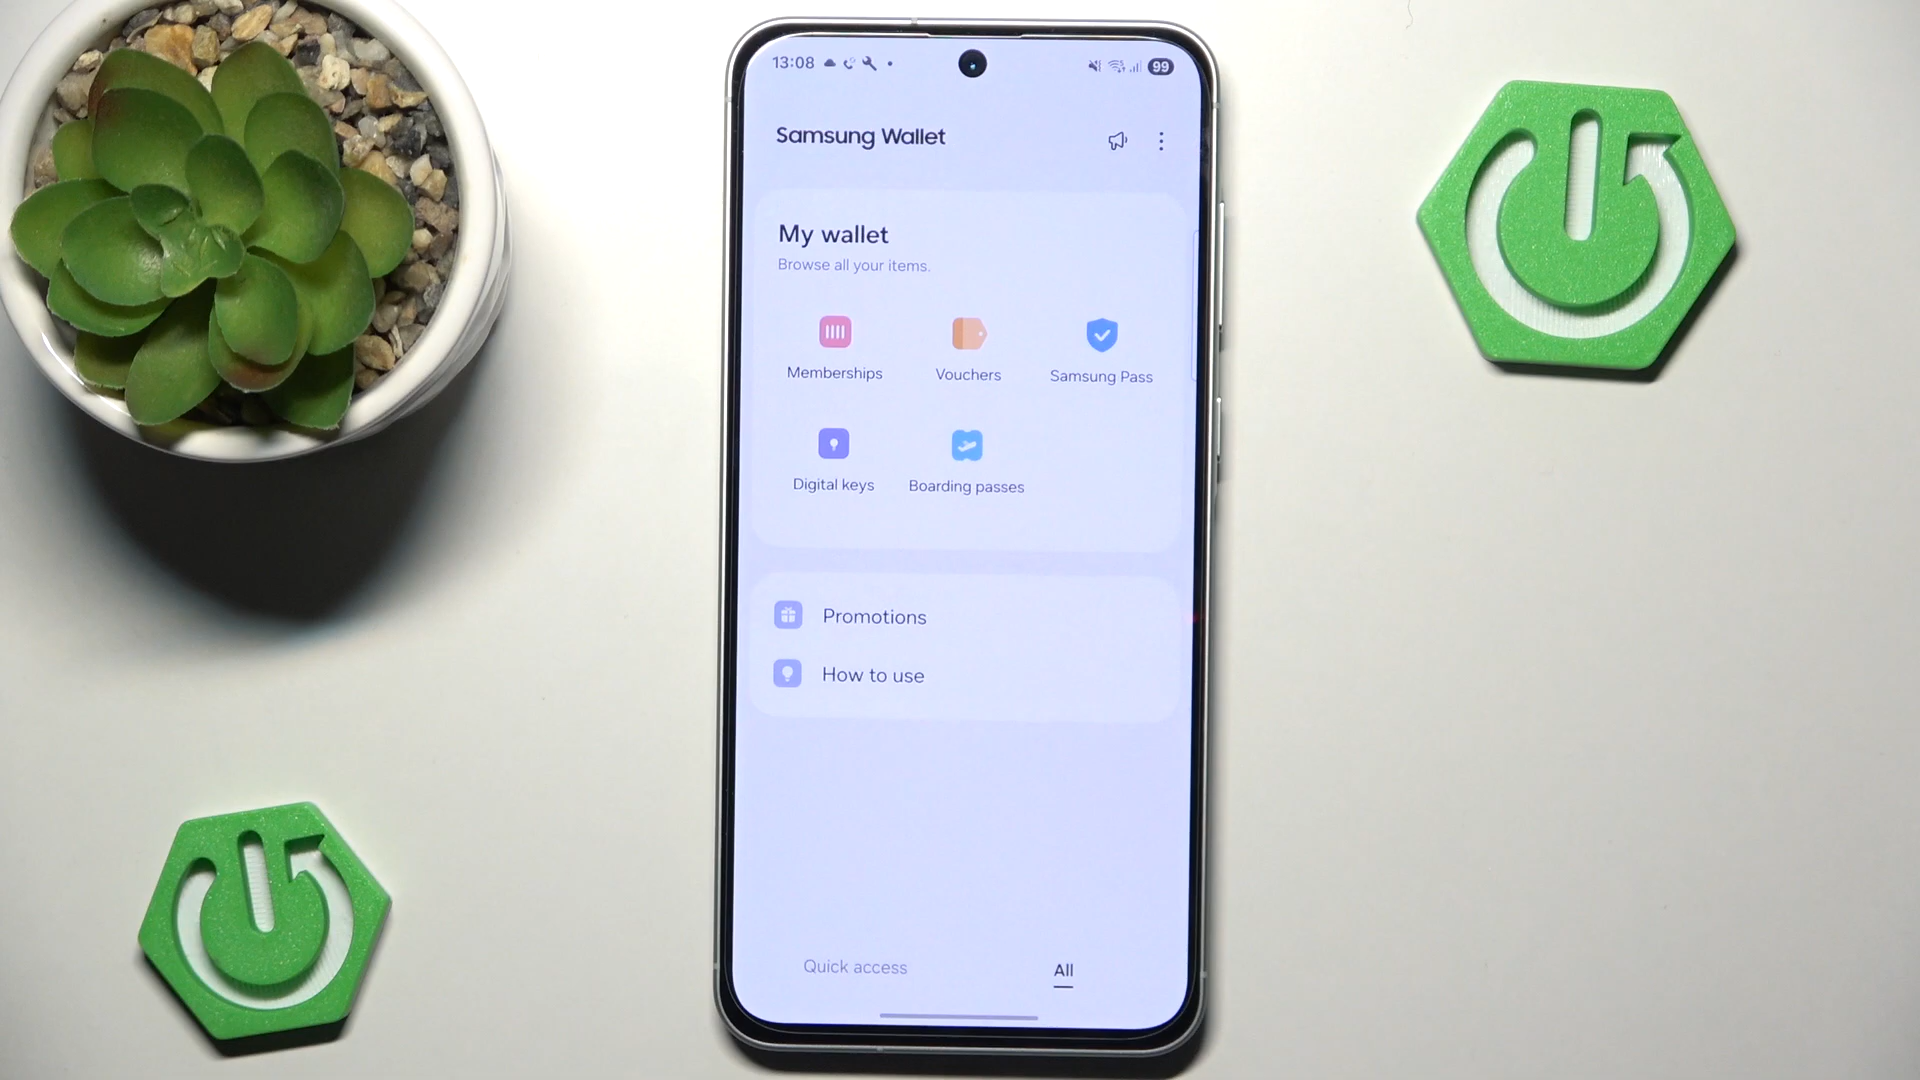 13:08
99
Samsung Wallet
My wallet
Browse all your items.
Memberships
Vouchers
Samsung Pass
Digital keys
Boarding passes
Promotions
How to use
Quick access
All